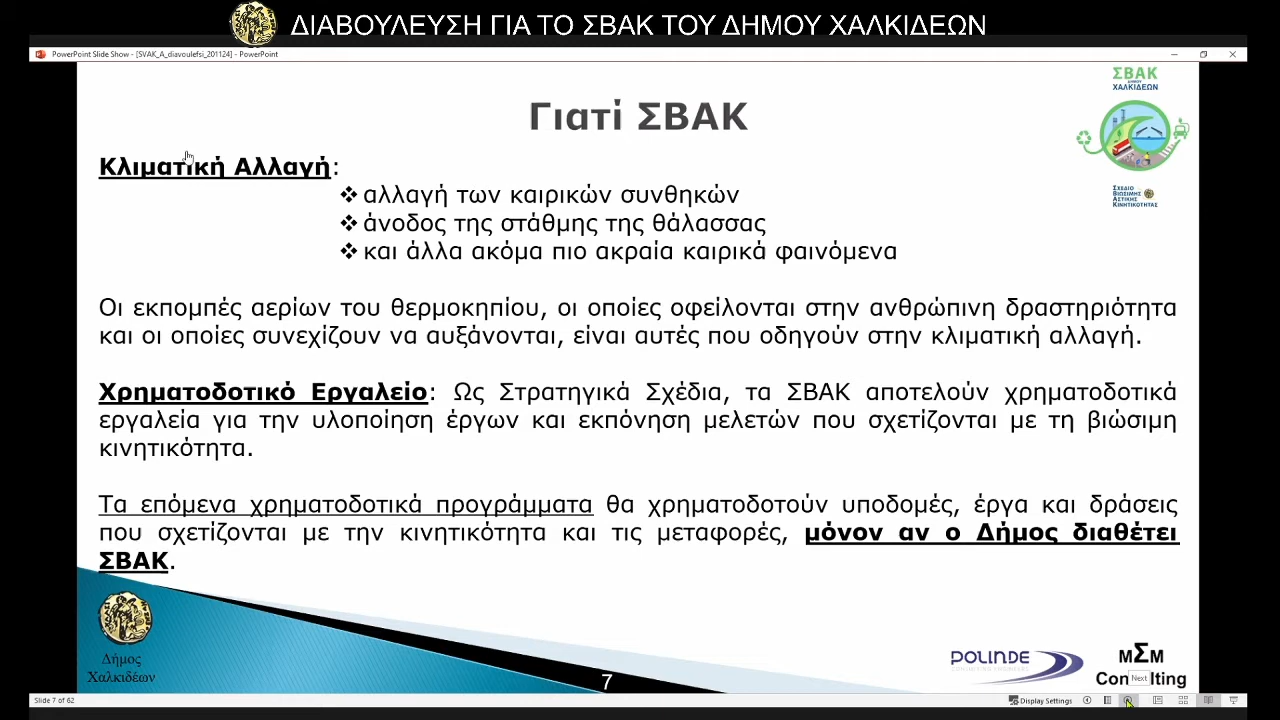 ΔΙΑΒΟΥΛΕΥΣΗ ΓΙΑ ΤΟ ΣΒΑΚ ΤΟΥ ΔΗΜΟΥ ΧΑΛΚΙΔΕΩΝ
PowerPoint Slide Show - [SVAK_A_diavoulefsi_201124] - PowerPoint
ΣΒΑΚ
ΔΗΜΟΥ
ΧΑΛΚΙΔΕΩΝ
Γιατί ΣΒΑΚ
Κλιματική Αλλαγή:
❖ αλλαγή των καιρικών συνθηκών
❖ άνοδος της στάθμης της θάλασσας
❖ και άλλα ακόμα πιο ακραία καιρικά φαινόμενα
ΣΧΕΔΙΟ
ΒΙΩΣΙΜΗΣ
ΑΣΤΙΚΗΣ
ΚΙΝΗΤΙΚΟΤΗΤΑΣ
Οι εκπομπές αερίων του θερμοκηπίου, οι οποίες οφείλονται στην ανθρώπινη δραστηριότητα
και οι οποίες συνεχίζουν να αυξάνονται, είναι αυτές που οδηγούν στην κλιματική αλλαγή.
Χρηματοδοτικό Εργαλείο: Ως Στρατηγικά Σχέδια, τα ΣΒΑΚ αποτελούν χρηματοδοτικά
εργαλεία για την υλοποίηση έργων και εκπόνηση μελετών που σχετίζονται με τη βιώσιμη
κινητικότητα.
Τα επόμενα χρηματοδοτικά προγράμματα θα χρηματοδοτούν υποδομές, έργα και δράσεις
που σχετίζονται με την κινητικότητα και τις μεταφορές, μόνον αν ο Δήμος διαθέτει
ΣΒΑΚ.
Δήμος
Χαλκιδέων
7
POLINDE
ΜΣΜ
Con lting
Next
Slide 7 of 62
Display Settings